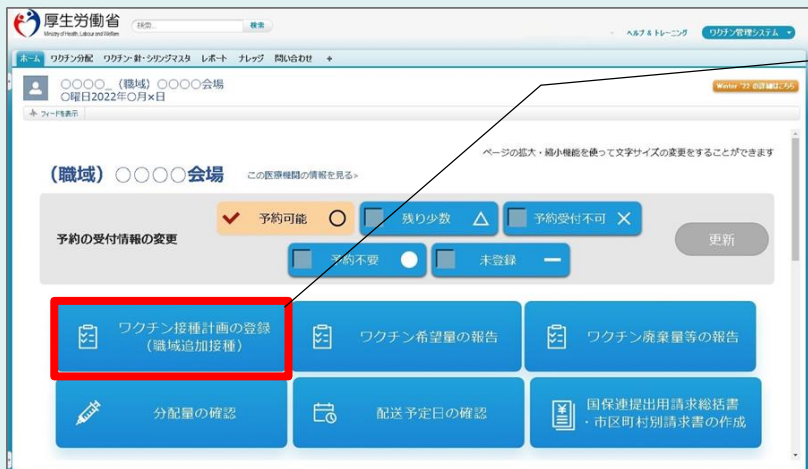 厚生労働省
Ministry of Health, Labour and Welfare
検索...
検索
ヘルプ & トレーニング
ワクチン管理システム
ホーム ワクチン分配 ワクチン・針・シリンジマスタ レポート ナレッジ 問い合わせ +
○○○○_（職域）○○○○会場
○曜日2022年○月×日
Winter '22 の詳細はこちら
フィードを表示
ページの拡大・縮小機能を使って文字サイズの変更をすることができます
（職域）○○○○会場
この医療機関の情報を見る>
予約の受付情報の変更
予約可能 ○
残り少数 △
予約受付不可 ×
予約不要 ●
未登録 ー
更新
ワクチン接種計画の登録
（職域追加接種）
ワクチン希望量の報告
ワクチン廃棄量等の報告
分配量の確認
配送予定日の確認
国保連提出用請求総括書
・市区町村別請求書の作成